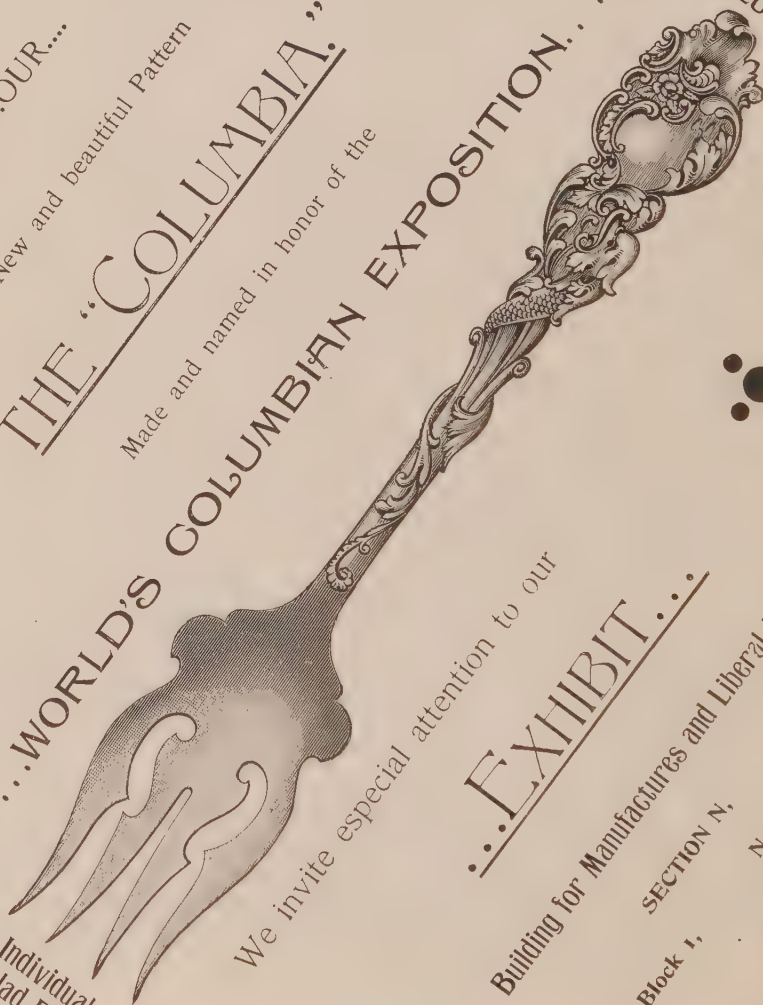 OUR....
New and beautiful Pattern
THE "COLUMBIA."
Made and named in honor of the
...WORLD'S COLUMBIAN EXPOSITION..
We invite especial attention to our
...EXHIBIT....
Building for Manufactures and Liberal
SECTION N,
Block 1,
N
Individual